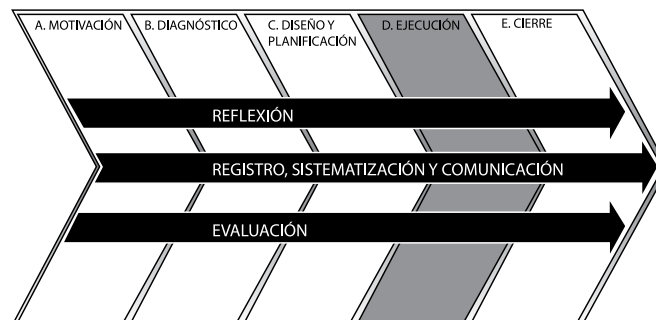 A. MOTIVACIÓN
B. DIAGNÓSTICO
C. DISEÑO Y
PLANIFICACIÓN
D. EJECUCIÓN
E. CIERRE
REFLEXIÓN
REGISTRO, SISTEMATIZACIÓN Y COMUNICACIÓN
EVALUACIÓN